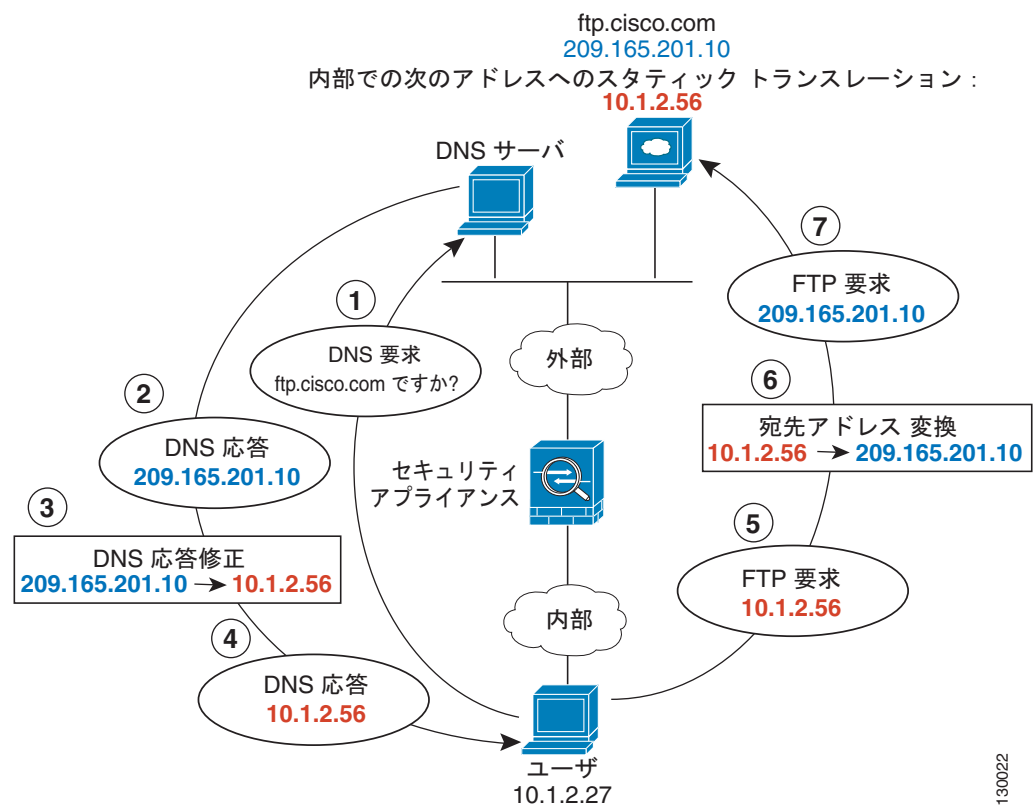 ftp.cisco.com
209.165.201.10
内部での次のアドレスへのスタティック トランスレーション :
10.1.2.56
DNS サーバ
7
FTP 要求
209.165.201.10
1
DNS 要求
ftp.cisco.com ですか?
外部
6
宛先アドレス 変換
10.1.2.56 → 209.165.201.10
2
DNS 応答
209.165.201.10
セキュリティ
アプライアンス
3
DNS 応答修正
209.165.201.10 → 10.1.2.56
5
FTP 要求
10.1.2.56
内部
4
DNS 応答
10.1.2.56
ユーザ
10.1.2.27
130022